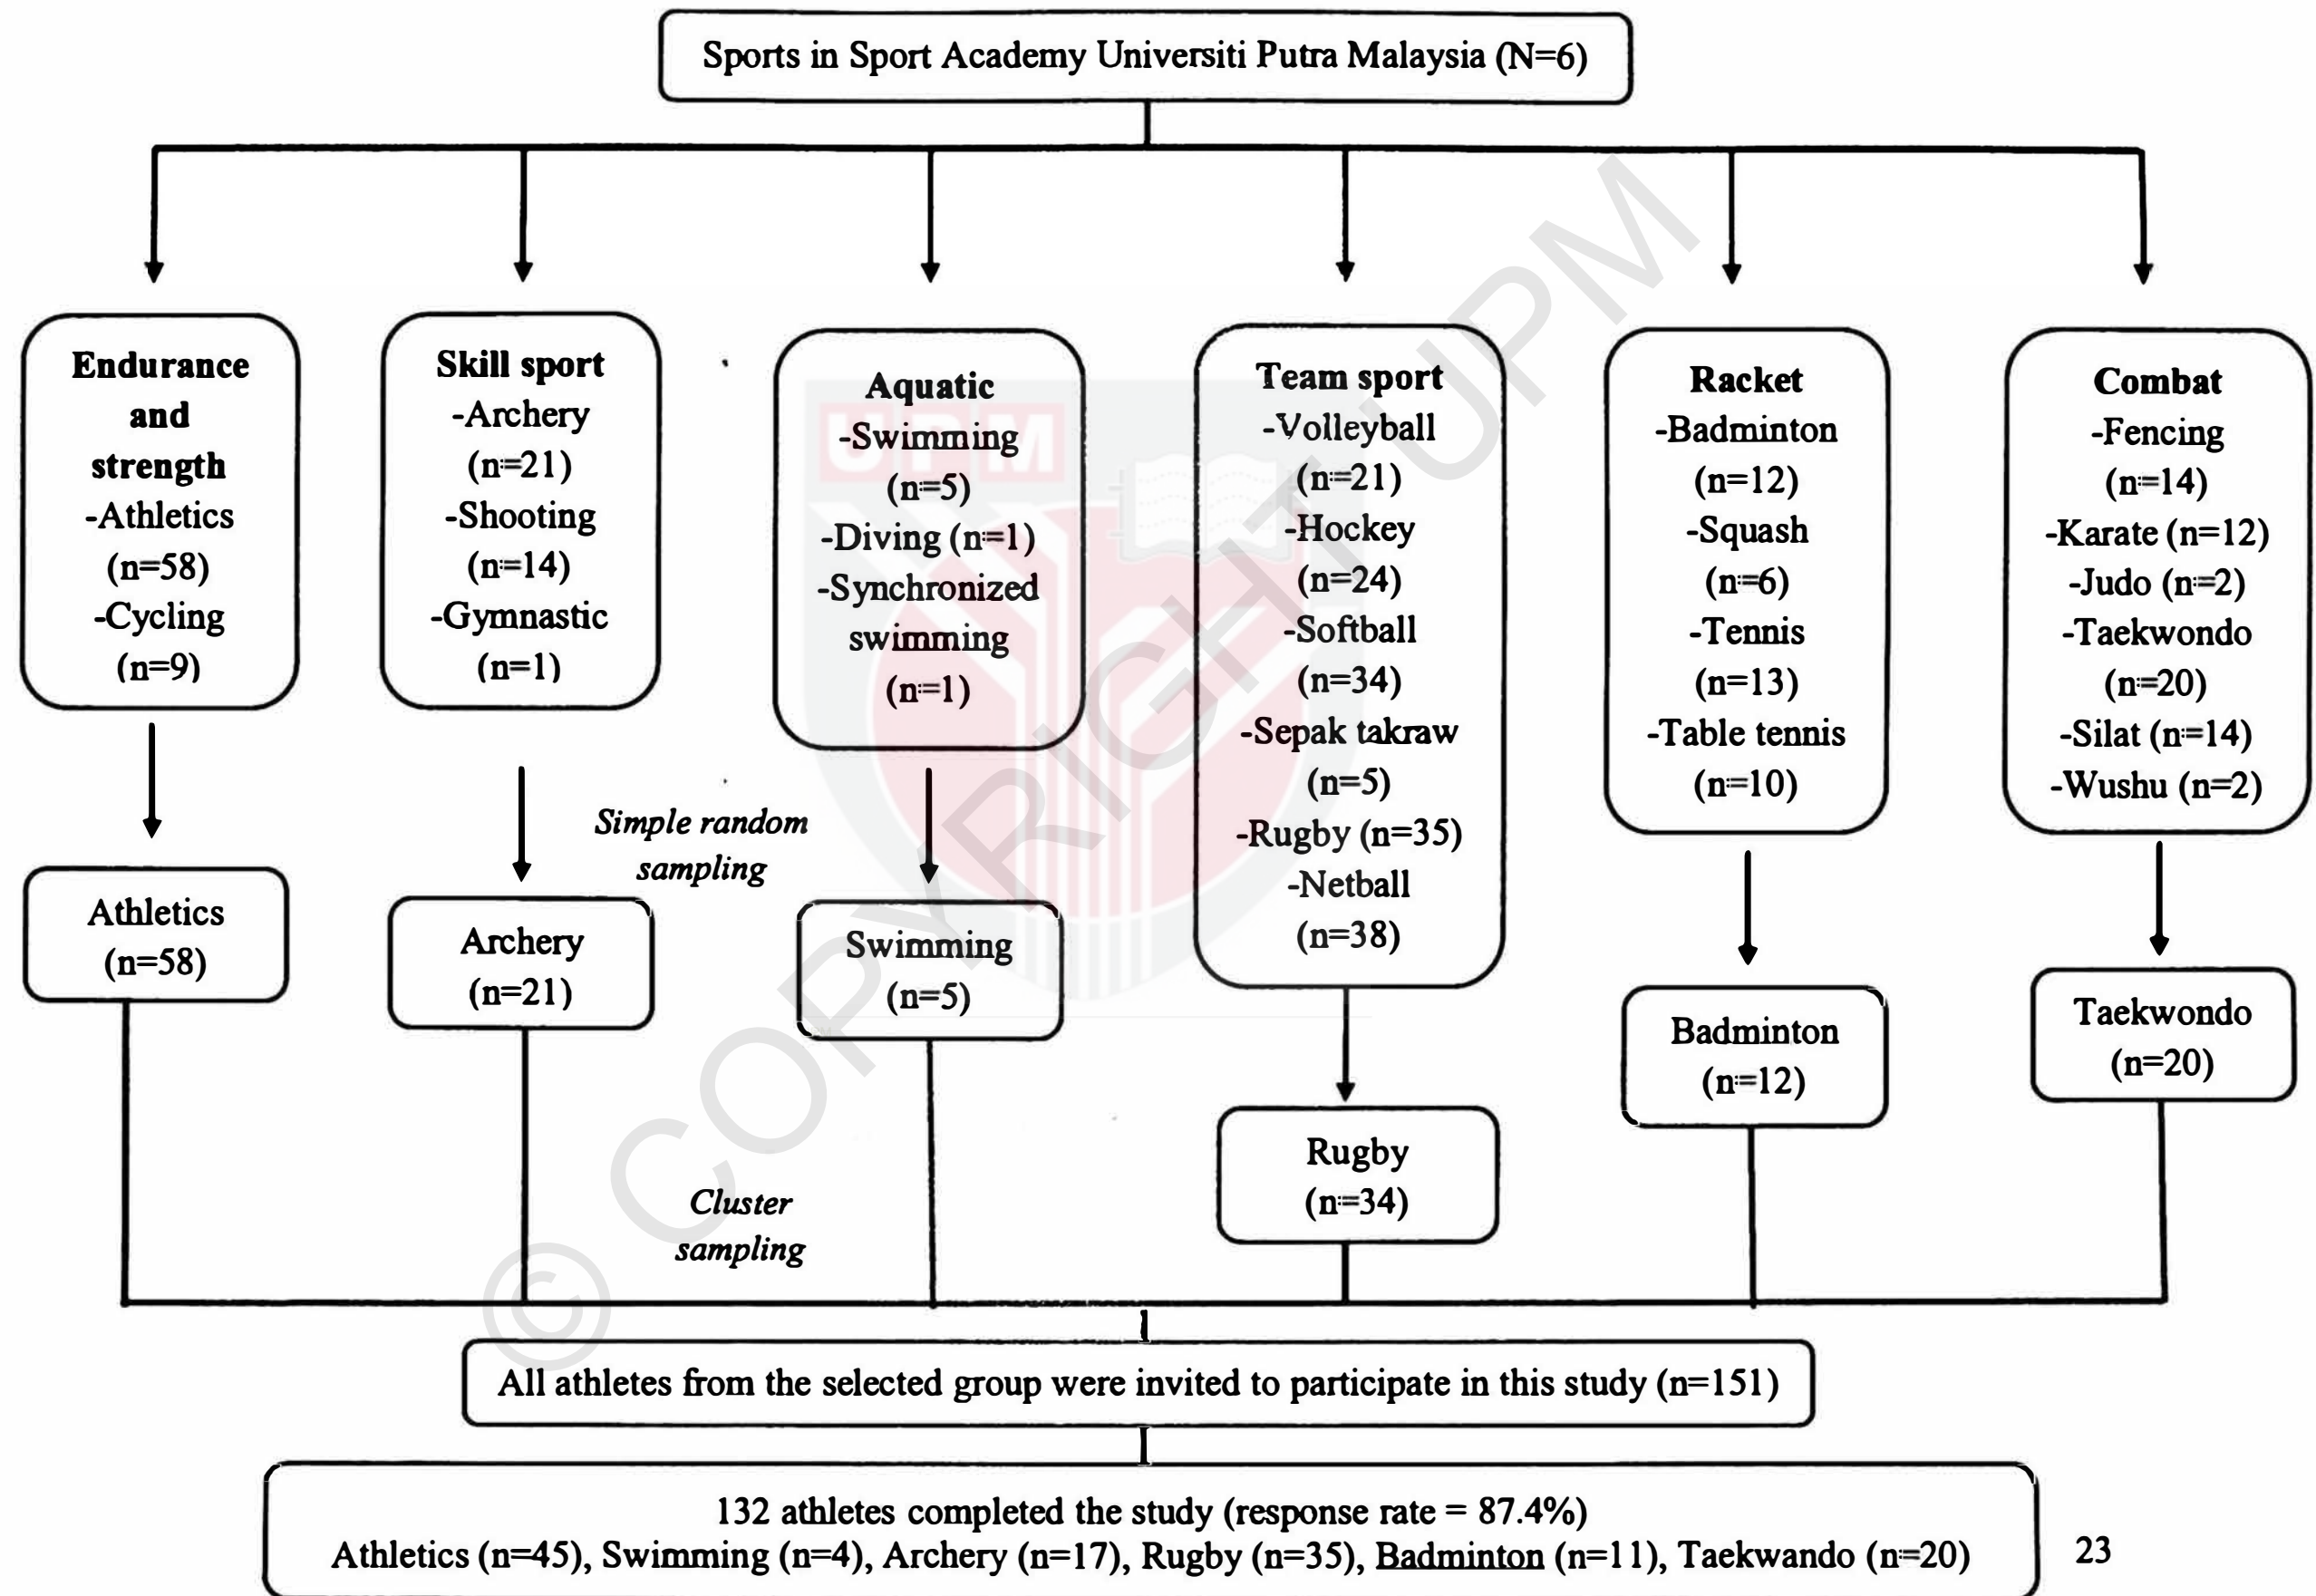 Sports in Sport Academy Universiti Putra Malaysia (N=6)
Endurance
and
strength
-Athletics
(n=58)
-Cycling
(n=9)
Skill sport
-Archery
(n=21)
-Shooting
(n=14)
-Gymnastic
(n=1)
Aquatic
-Swimming
(n=5)
-Diving (n=1)
-Synchronized
swimming
(n=1)
Team sport
-Volleyball
(n=21)
-Hockey
(n=24)
-Softball
(n=34)
-Sepak takraw
(n=5)
-Rugby (n=35)
-Netball
(n=38)
Racket
-Badminton
(n=12)
-Squash
(n=6)
-Tennis
(n=13)
-Table tennis
(n=10)
Combat
-Fencing
(n=14)
-Karate (n=12)
-Judo (n=2)
-Taekwondo
(n=20)
-Silat (n=14)
-Wushu (n=2)
Simple random
sampling
Athletics
(n=58)
Archery
(n=21)
Swimming
(n=5)
Rugby
(n=34)
Badminton
(n=12)
Taekwondo
(n=20)
Cluster
sampling
All athletes from the selected group were invited to participate in this study (n=151)
132 athletes completed the study (response rate = 87.4%)
Athletics (n=45), Swimming (n=4), Archery (n=17), Rugby (n=35), Badminton (n=11), Taekwando (n=20)
23
UPM
© COPYRIGHT UPM